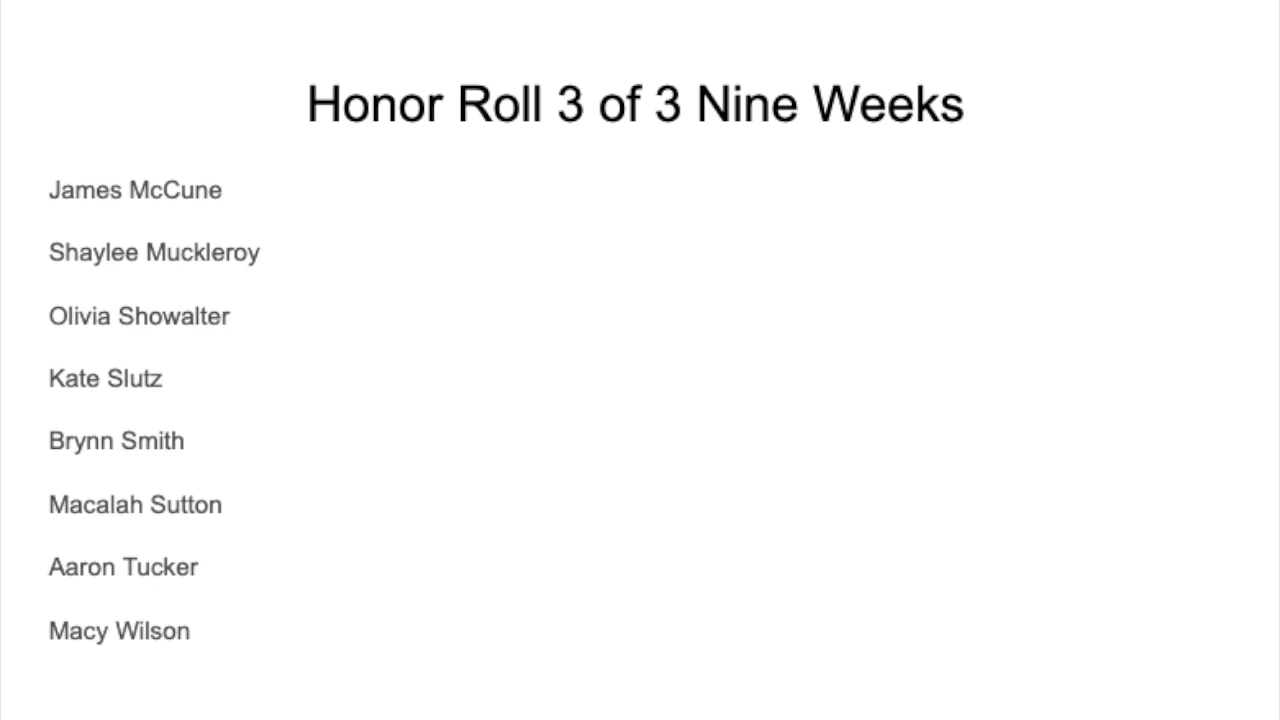 Honor Roll 3 of 3 Nine Weeks
James McCune
Shaylee Muckleroy
Olivia Showalter
Kate Slutz
Brynn Smith
Macalah Sutton
Aaron Tucker
Macy Wilson